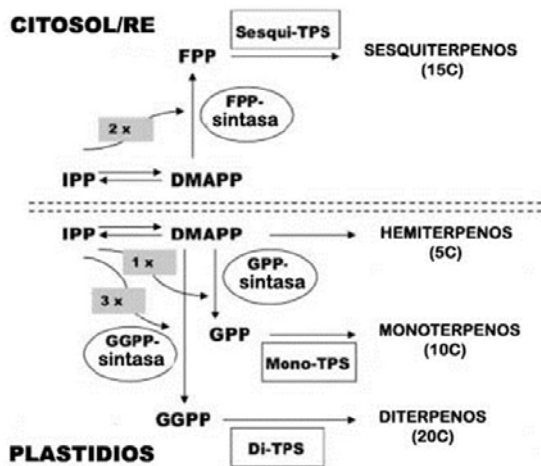 CITOSOL/RE
Sesqui-TPS
FPP
SESQUITERPENOS
(15C)
FPP-
sintasa
2 x
IPP
DMAPP
IPP
DMAPP
HEMITERPENOS
(5C)
1 x
GPP-
sintasa
3 x
GGPP-
sintasa
GPP
MONOTERPENOS
(10C)
Mono-TPS
GGPP
DITERPENOS
(20C)
Di-TPS
PLASTIDIOS